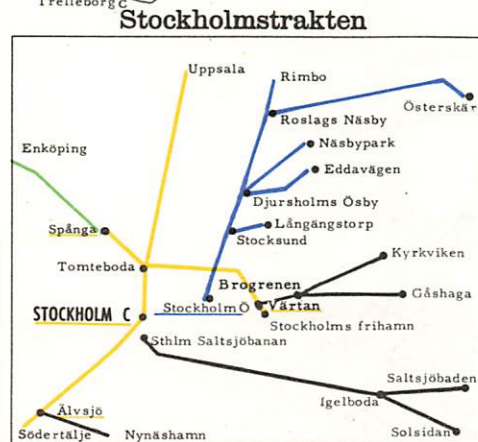 Trelleborg C
Stockholmstrakten
Uppsala
Rimbo
Österskär
Roslags Näsby
Enköping
Näsbypark
Eddavägen
Djursholms Ösby
Spånga
Långängstorp
Stocksund
Kyrkviken
Tomteboda
Brogrenen
Gåshaga
Stockholm Ö
Värtan
STOCKHOLM C
Stockholms frihamn
Sthlm Saltsjöbanan
Saltsjöbaden
Igelboda
Älvsjö
Södertälje
Nynäshamn
Solsidan